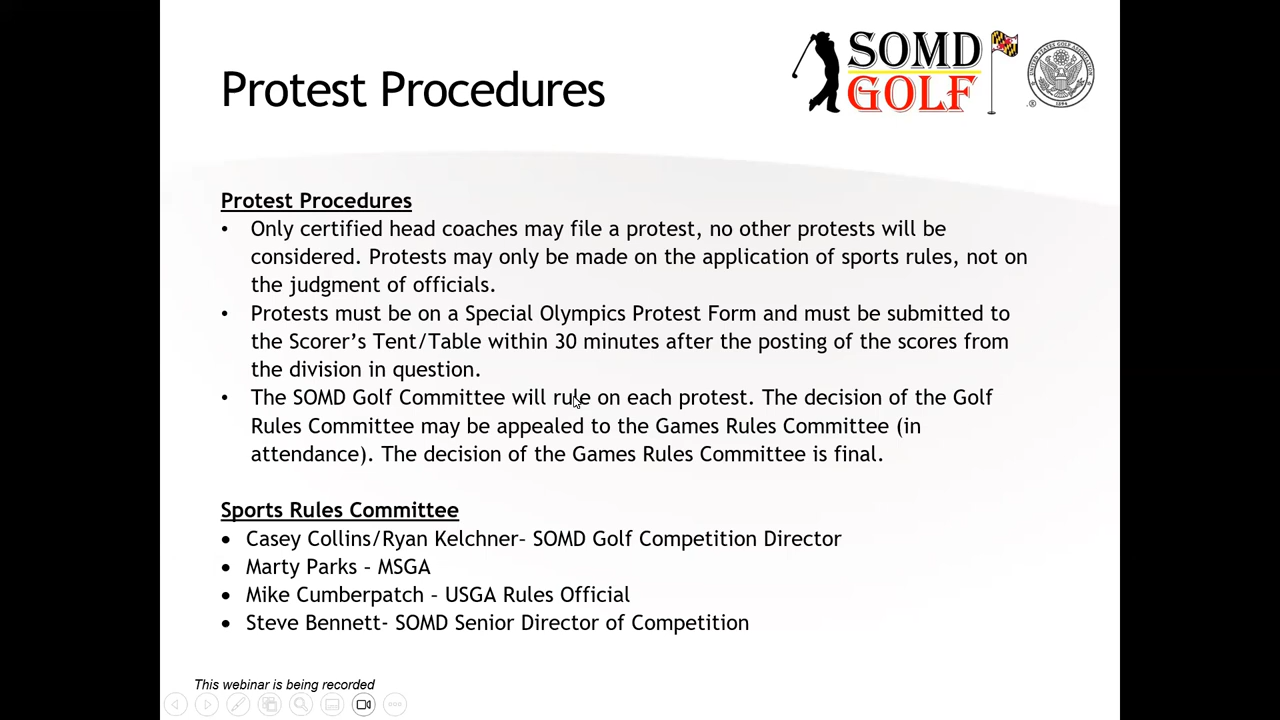 SOMD
GOLF
Protest Procedures
Protest Procedures
• Only certified head coaches may file a protest, no other protests will be
considered. Protests may only be made on the application of sports rules, not on
the judgment of officials.
• Protests must be on a Special Olympics Protest Form and must be submitted to
the Scorer’s Tent/Table within 30 minutes after the posting of the scores from
the division in question.
• The SOMD Golf Committee will rule on each protest. The decision of the Golf
Rules Committee may be appealed to the Games Rules Committee (in
attendance). The decision of the Games Rules Committee is final.
Sports Rules Committee
• Casey Collins/Ryan Kelchner– SOMD Golf Competition Director
• Marty Parks – MSGA
• Mike Cumberpatch – USGA Rules Official
• Steve Bennett- SOMD Senior Director of Competition
This webinar is being recorded